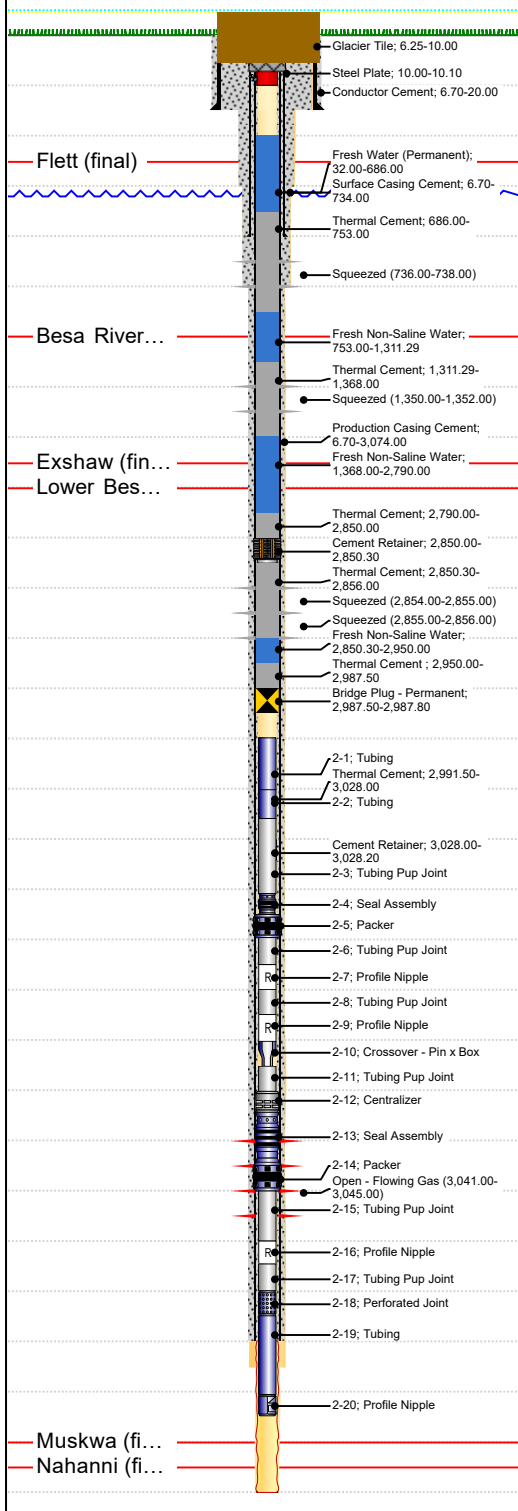 Glacier Tile; 6.25-10.00
Steel Plate; 10.00-10.10
Conductor Cement; 6.70-20.00
Flett (final)
Fresh Water (Permanent);
32.00-686.00
Surface Casing Cement; 6.70-
734.00
Thermal Cement; 686.00-
753.00
Squeezed (736.00-738.00)
Besa River…
Fresh Non-Saline Water;
753.00-1,311.29
Thermal Cement; 1,311.29-
1,368.00
Squeezed (1,350.00-1,352.00)
Production Casing Cement;
6.70-3,074.00
Exshaw (fin…
Fresh Non-Saline Water;
1,368.00-2,790.00
Lower Bes…
Thermal Cement; 2,790.00-
2,850.00
Cement Retainer; 2,850.00-
2,850.30
Thermal Cement; 2,850.30-
2,856.00
Squeezed (2,854.00-2,855.00)
Squeezed (2,855.00-2,856.00)
Fresh Non-Saline Water;
2,850.30-2,950.00
Thermal Cement ; 2,950.00-
2,987.50
Bridge Plug - Permanent;
2,987.50-2,987.80
2-1; Tubing
Thermal Cement; 2,991.50-
3,028.00
2-2; Tubing
Cement Retainer; 3,028.00-
3,028.20
2-3; Tubing Pup Joint
2-4; Seal Assembly
2-5; Packer
2-6; Tubing Pup Joint
R
2-7; Profile Nipple
2-8; Tubing Pup Joint
R
2-9; Profile Nipple
2-10; Crossover - Pin x Box
2-11; Tubing Pup Joint
2-12; Centralizer
2-13; Seal Assembly
2-14; Packer
Open - Flowing Gas (3,041.00-
3,045.00)
2-15; Tubing Pup Joint
R
2-16; Profile Nipple
2-17; Tubing Pup Joint
2-18; Perforated Joint
2-19; Tubing
2-20; Profile Nipple
Muskwa (fi…
Nahanni (fi…